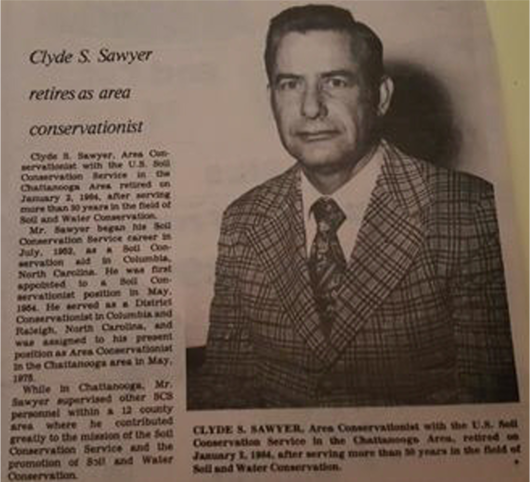 Clyde S. Sawyer
retires as area
conservationist
Clyde S. Sawyer, Area Con-
servationist with the U.S. Soil
Conservation Service in the
Chattanooga Area retired on
January 2, 1984, after serving
more than 30 years in the field of
Soil and Water Conservation.
Mr. Sawyer began his Soil
Conservation Service career in
July, 1952, as a Soil Con-
servation aid in Columbia,
North Carolina. He was first
appointed to a Soil Con-
servationist position in May,
1954. He served as a District
Conservationist in Columbia and
Raleigh, North Carolina, and
was assigned to his present
position as Area Conservationist
in the Chattanooga area in May,
1975.
While in Chattanooga, Mr.
Sawyer supervised other SCS
personnel within a 12 county
area where he contributed
greatly to the mission of the Soil
Conservation Service and the
promotion of Soil and Water
Conservation.
CLYDE S. SAWYER, Area Conservationist with the U.S. Soil
Conservation Service in the Chattanooga Area, retired on
January 2, 1984, after serving more than 30 years in the field of
Soil and Water Conservation.